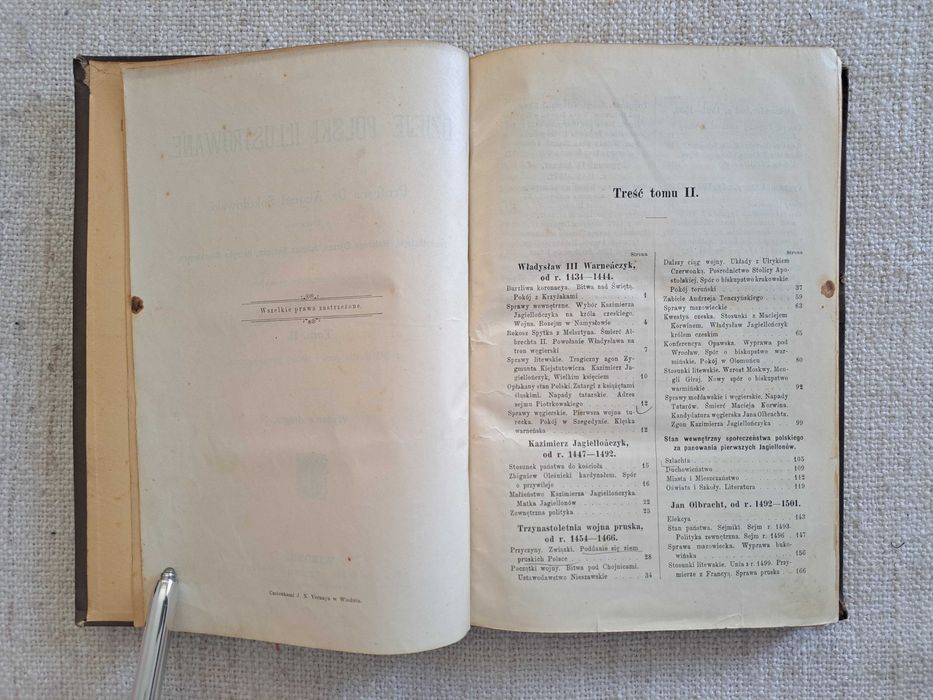 Wszelkie prawa zastrzeżone.
Czcionkami J. N. Vernaya w Wiedniu.
Treść tomu II.
Strona
Władysław III Warneńczyk,
od r. 1434—1444.
Burzliwa koronacya. Bitwa nad Świętą.
Pokój z Krzyżakami 1
Sprawy wewnętrzne. Wybór Kazimierza
Jagiellończyka na króla czeskiego.
Wojna. Rozejm w Namysłowie 4
Rokosz Spytka z Melsztyna. Śmierć Al-
brechta II. Powołanie Władysława na
tron węgierski 7
Sprawy litewskie. Tragiczny zgon Zy-
gmunta Kiejstutowicza. Kazimierz Ja-
giellończyk, Wielkim księciem 10
Opłakany stan Polski. Zatargi z książętami
śląskimi. Napady tatarskie. Adres
sejmu Piotrkowskiego 12
Sprawy węgierskie. Pierwsza wojna tu-
recka. Pokój w Szegedynie. Klęska
warneńska 12
Kazimierz Jagiellończyk,
od r. 1447—1492.
Stosunek państwa do kościoła 15
Zbigniew Oleśnicki kardynałem. Spór
o przywileje 16
Małżeństwo Kazimierza Jagiellończyka.
Matka Jagiellonów 22
Zewnętrzna polityka 25
Trzynastoletnia wojna pruska,
od r. 1454—1466.
Przyczyny. Związki. Poddanie się ziem
pruskich Polsce 28
Początki wojny. Bitwa pod Chojnicami.
Ustawodawstwo Nieszawskie 34
Strona
Dalszy ciąg wojny. Układy z Ulrykiem
Czerwonką. Pośrednictwo Stolicy Apo-
stolskiej. Spór o biskupstwo krakowskie.
Pokój toruński 37
Zabicie Andrzeja Tenczyńskiego 59
Sprawy mazowieckie 63
Kwestya czeska. Stosunki z Maciejem
Korwinem. Władysław Jagiellończyk
królem czeskim 65
Konferencya Opawska. Wyprawa pod
Wrocław. Spór o biskupstwo war-
mińskie. Pokój w Ołomuńcu 80
Stosunki litewskie. Wzrost Moskwy, Men-
gli Giraj. Nowy spór o biskupstwo
warmińskie 92
Sprawy mołdawskie i węgierskie. Napady
Tatarów. Śmierć Macieja Korwina.
Kandydatura węgierska Jana Olbrachta.
Zgon Kazimierza Jagiellończyka 99
Stan wewnętrzny społeczeństwa polskiego
za panowania pierwszych Jagiellonów.
Szlachta 105
Duchowieństwo 109
Miasta i Mieszczaństwo 112
Oświata i Szkoły. Literatura 119
Jan Olbracht, od r. 1492—1501.
Elekcya 143
Stan państwa. Sejmiki. Sejm r. 1493.
Polityka zewnętrzna. Sejm r. 1496 147
Sprawa mazowiecka. Wyprawa buko-
wińska 156
Stosunki litewskie. Unia z r. 1499. Przy-
mierze z Francyą. Sprawa pruska 166